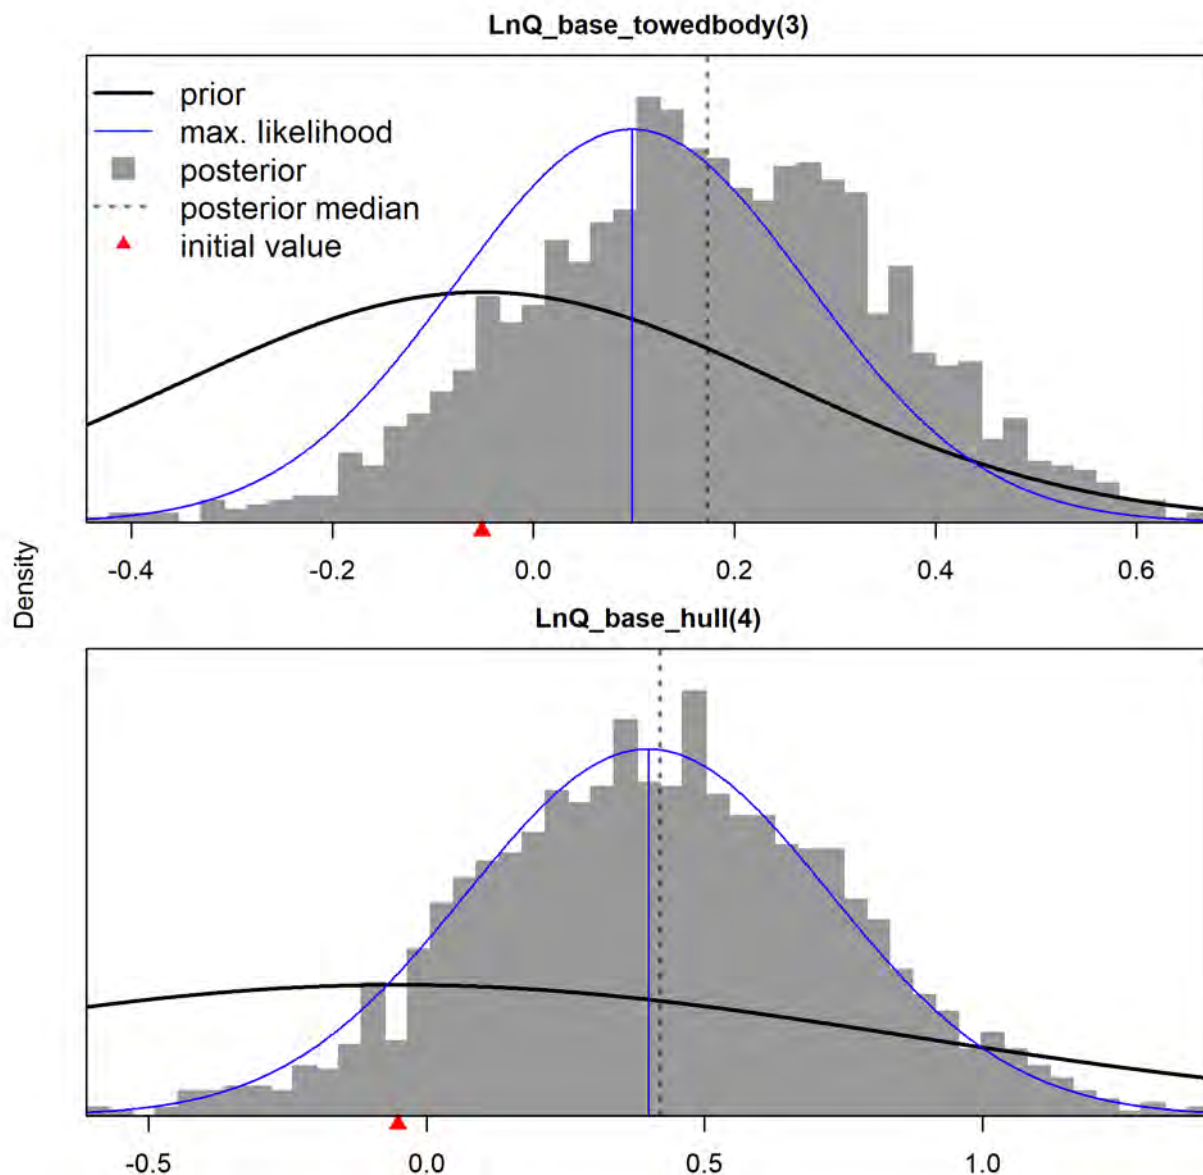 LnQ_base_towedbody(3)
prior
max. likelihood
posterior
posterior median
initial value
-0.4 -0.2 0.0 0.2 0.4 0.6
Density
LnQ_base_hull(4)
-0.5 0.0 0.5 1.0